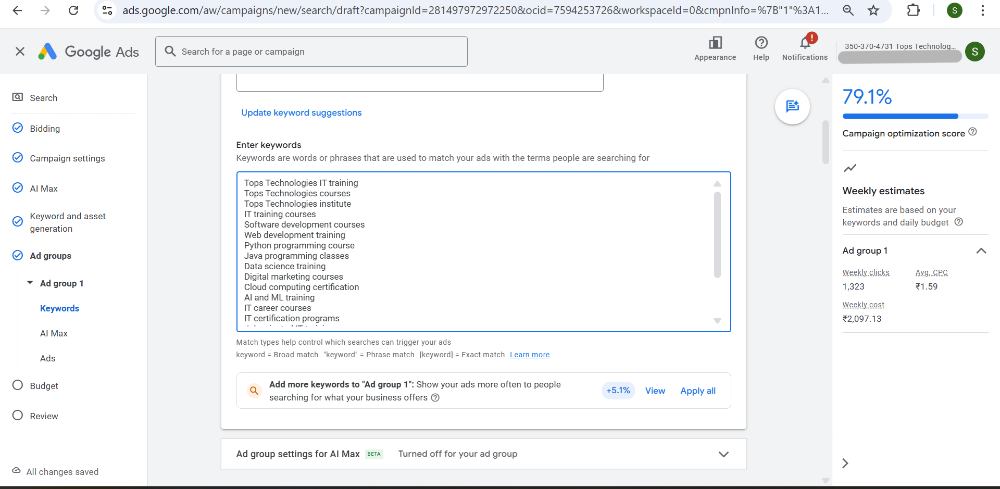 ads.google.com/aw/campaigns/new/search/draft?campaignId=281497972972250&ocid=7594253726&workspaceId=0&cmpnInfo=%7B"1"%3A1...
S
Google Ads
Search for a page or campaign
Appearance
Help
!
Notifications
350-370-4731 Tops Technolog...
S
Search
Bidding
Campaign settings
AI Max
Keyword and asset
generation
Ad groups
Ad group 1
Keywords
AI Max
Ads
Budget
Review
All changes saved
Update keyword suggestions
Enter keywords
Keywords are words or phrases that are used to match your ads with the terms people are searching for
Tops Technologies IT training
Tops Technologies courses
Tops Technologies institute
IT training courses
Software development courses
Web development training
Python programming course
Java programming classes
Data science training
Digital marketing courses
Cloud computing certification
AI and ML training
IT career courses
IT certification programs
Match types help control which searches can trigger your ads
keyword = Broad match "keyword" = Phrase match [keyword] = Exact match Learn more
Add more keywords to "Ad group 1": Show your ads more often to people
searching for what your business offers
+5.1%
View
Apply all
Ad group settings for AI Max BETA Turned off for your ad group
79.1%
Campaign optimization score
Weekly estimates
Estimates are based on your
keywords and daily budget
Ad group 1
Weekly clicks Avg. CPC
1,323 ₹1.59
Weekly cost
₹2,097.13